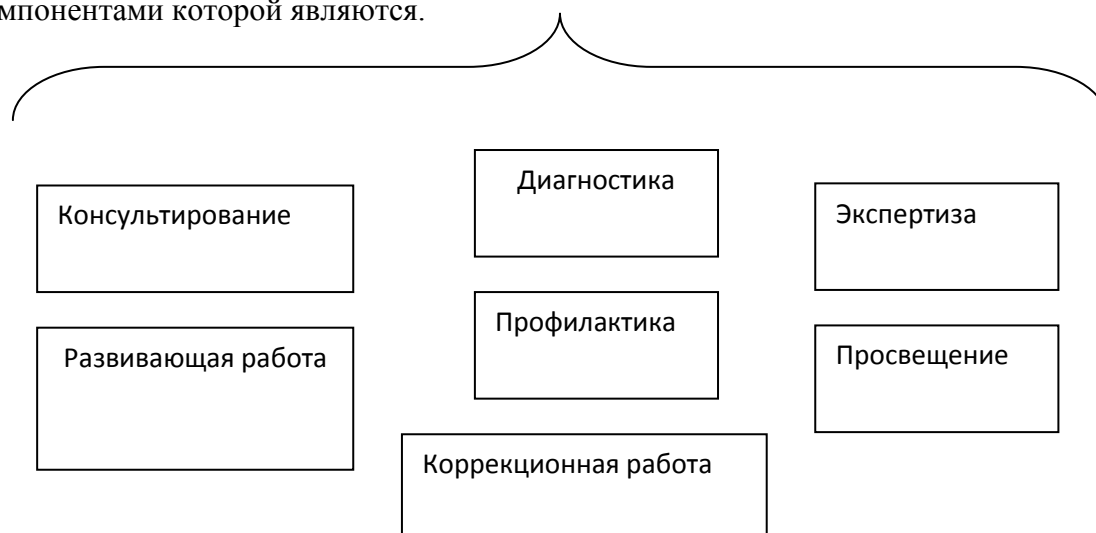 мпонентами которой являются.
Диагностика
Консультирование
Экспертиза
Профилактика
Развивающая работа
Просвещение
Коррекционная работа